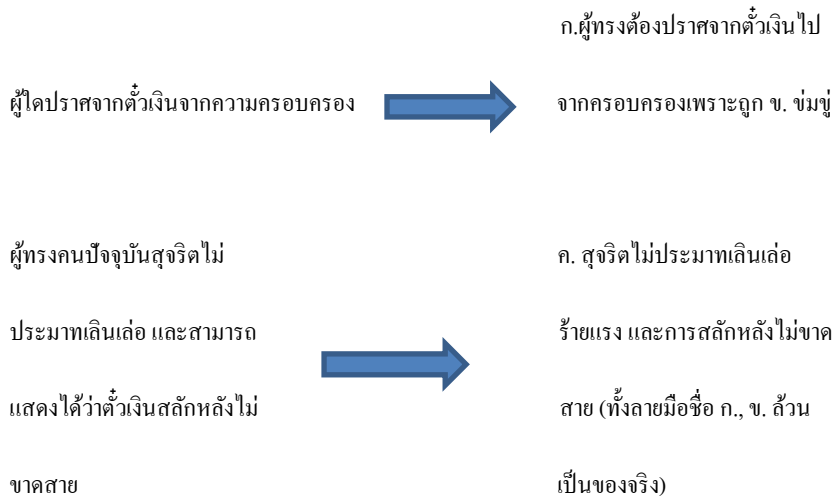 ก.ผู้ทรงต้องปราศจากตั๋วเงินไป
ผู้ใดปราศจากตั๋วเงินจากความครอบครอง
จากครอบครองเพราะถูก ข. ข่มขู่
ผู้ทรงคนปัจจุบันสุจริตไม่
ประมาทเลินเล่อ และสามารถ
แสดงได้ว่าตั๋วเงินสลักหลังไม่
ขาดสาย
ค. สุจริตไม่ประมาทเลินเล่อ
ร้ายแรง และการสลักหลังไม่ขาด
สาย (ทั้งลายมือชื่อ ก., ข. ล้วน
เป็นของจริง)